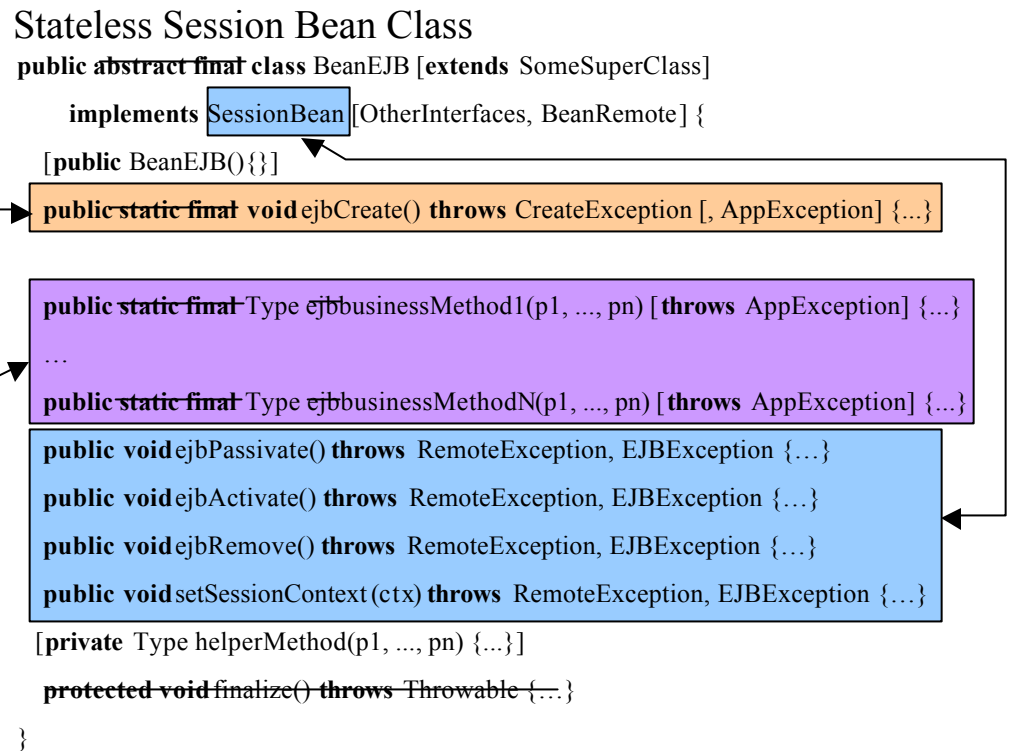 Stateless Session Bean Class
public abstract final class BeanEJB [extends SomeSuperClass]
implements SessionBean [OtherInterfaces, BeanRemote] {
[public BeanEJB(){}]
public static final void ejbCreate() throws CreateException [, AppException] {...}
public static final Type ejbbusinessMethod1(p1, ..., pn) [throws AppException] {...}
…
public static final Type ejbbusinessMethodN(p1, ..., pn) [throws AppException] {...}
public void ejbPassivate() throws RemoteException, EJBException {…}
public void ejbActivate() throws RemoteException, EJBException {…}
public void ejbRemove() throws RemoteException, EJBException {…}
public void setSessionContext(ctx) throws RemoteException, EJBException {…}
[private Type helperMethod(p1, ..., pn) {...}]
protected void finalize() throws Throwable {…}
}